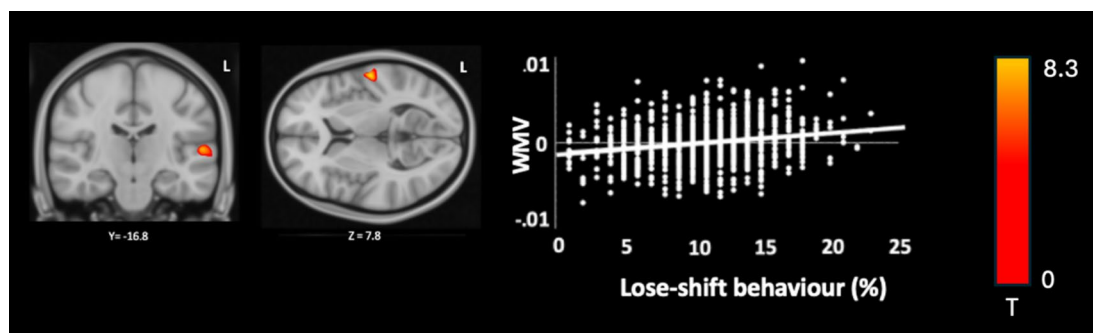 L
Y= -16.8
L
Z = 7.8
WMV
.01
0
-.01
0 5 10 15 20 25
Lose-shift behaviour (%)
8.3
0
T